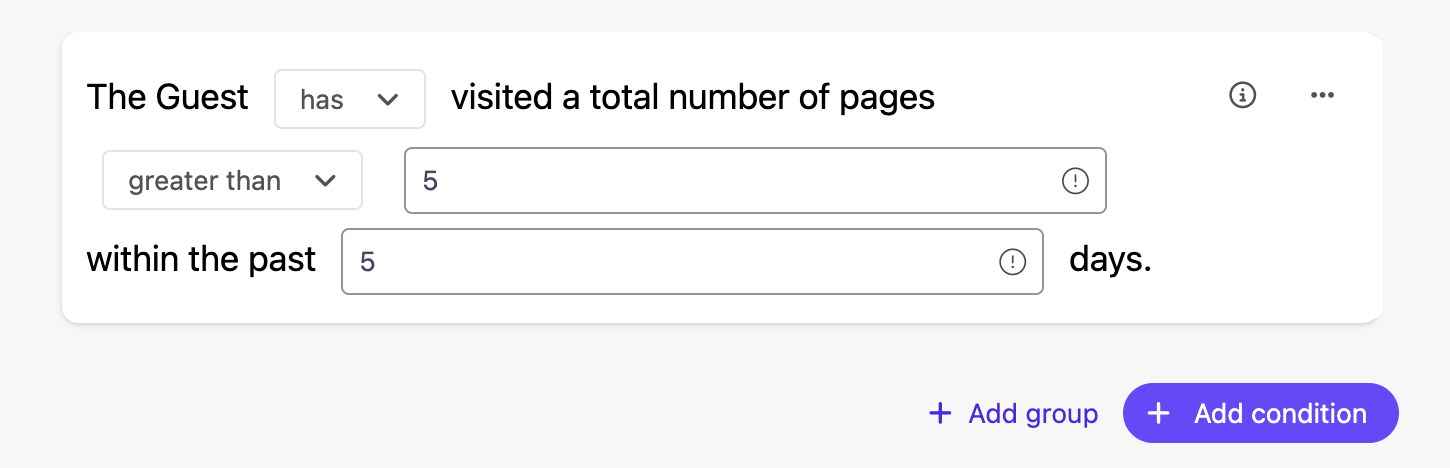 The Guest has visited a total number of pages
greater than 5
within the past 5 days.
+ Add group + Add condition